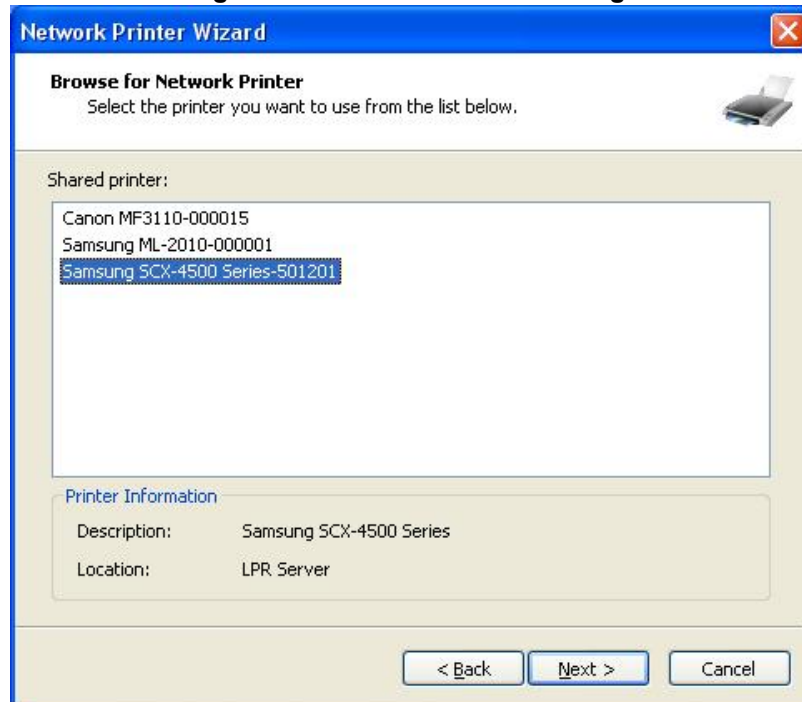 Network Printer Wizard
Browse for Network Printer
Select the printer you want to use from the list below.
Shared printer:
Canon MF3110-000015
Samsung ML-2010-000001
Samsung SCX-4500 Series-501201
Printer Information
Description: Samsung SCX-4500 Series
Location: LPR Server
< Back Next > Cancel